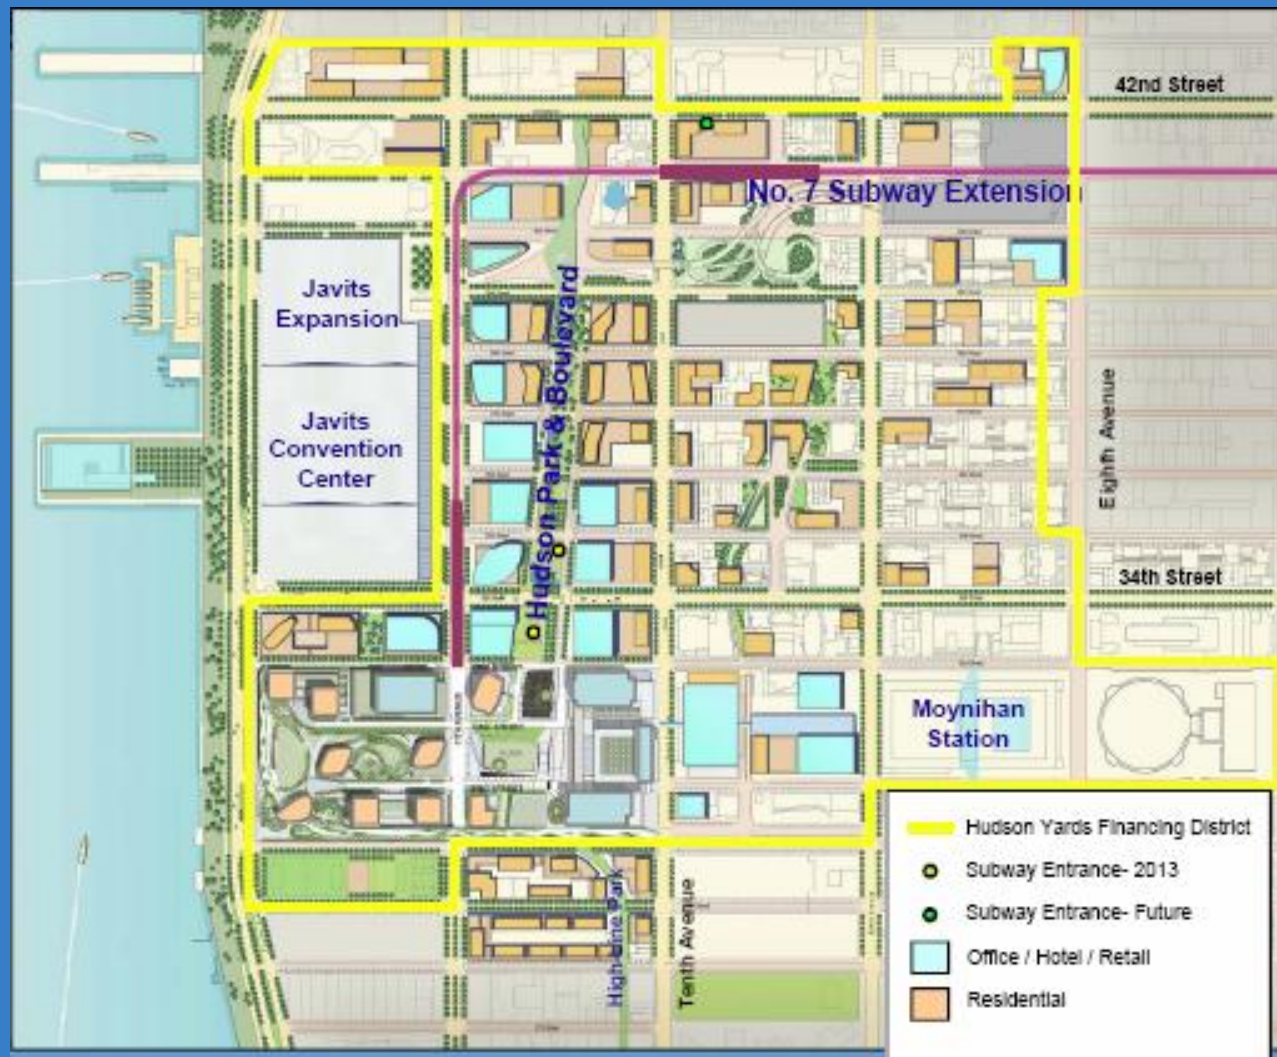 42nd Street
No. 7 Subway Extension
Javits
Expansion
Hudson Park & Boulevard
Javits
Convention
Center
Eighth Avenue
34th Street
Moynihan
Station
High Line Park
Tenth Avenue
Hudson Yards Financing District
Subway Entrance- 2013
Subway Entrance- Future
Office / Hotel / Retail
Residential